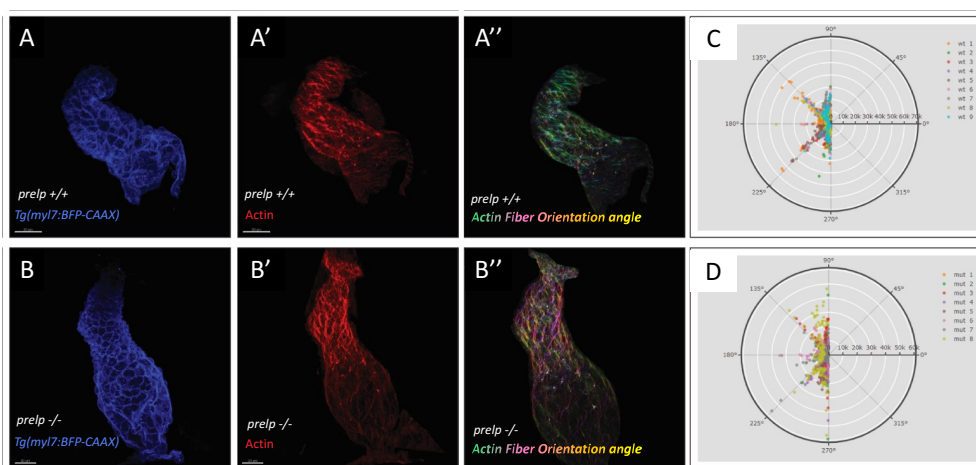 A
prelp +/+
Tg(myl7:BFP-CAAX)
A’
prelp +/+
Actin
A’’
prelp +/+
Actin Fiber Orientation angle
C
90°
135°
45°
180°
0 10k 20k 30k 40k 50k 60k 70k
0°
225°
315°
270°
wt 1
wt 2
wt 3
wt 4
wt 5
wt 6
wt 7
wt 8
wt 9
B
prelp -/-
Tg(myl7:BFP-CAAX)
B’
prelp -/-
Actin
B’’
prelp -/-
Actin Fiber Orientation angle
D
90°
135°
45°
180°
0 10k 20k 30k 40k 50k 60k
0°
225°
315°
270°
mut 1
mut 2
mut 3
mut 4
mut 5
mut 6
mut 7
mut 8